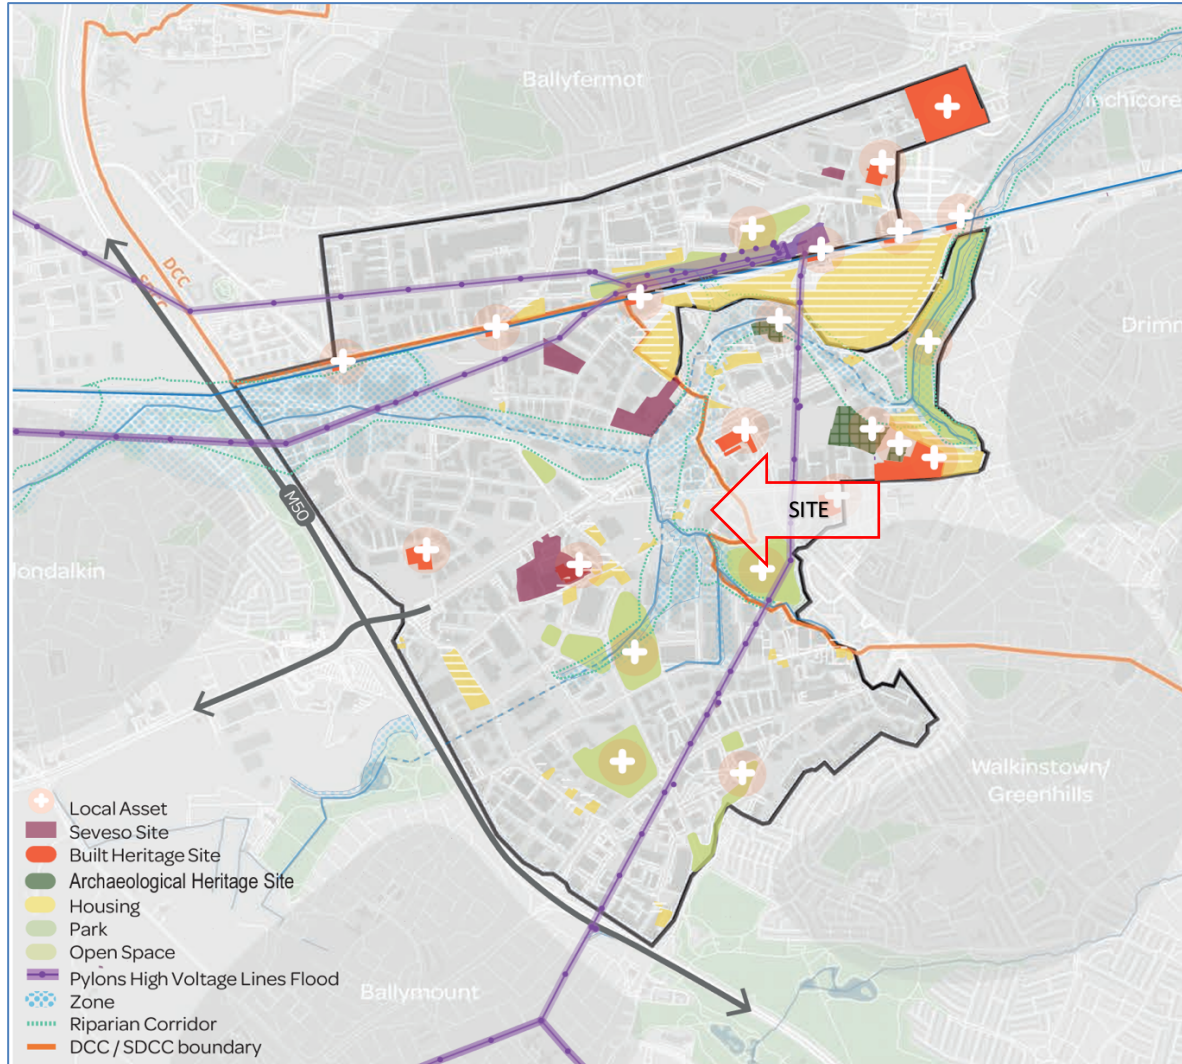 Ballyfermot
Inchicore
DCC
Drimn
M50
SITE
londalkin
Walkinstown/
Greenhills
Ballymount
Local Asset
Seveso Site
Built Heritage Site
Archaeological Heritage Site
Housing
Park
Open Space
Pylons High Voltage Lines Flood
Zone
Riparian Corridor
DCC / SDCC boundary